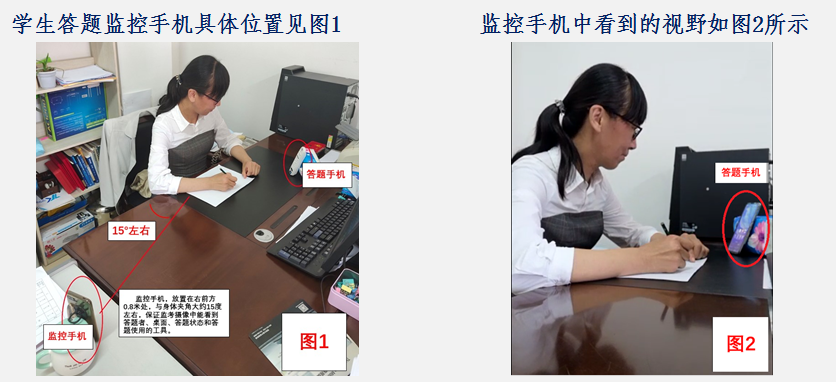 学生答题监控手机具体位置见图1
监控手机中看到的视野如图2所示
答题手机
15°左右
监控手机，放置在右前方
0.8米处，与身体夹角大约15度
左右，保证监考摄像中能看到
答题者、桌面、答题状态和答
题使用的工具。
监控手机
图1
答题手机
图2